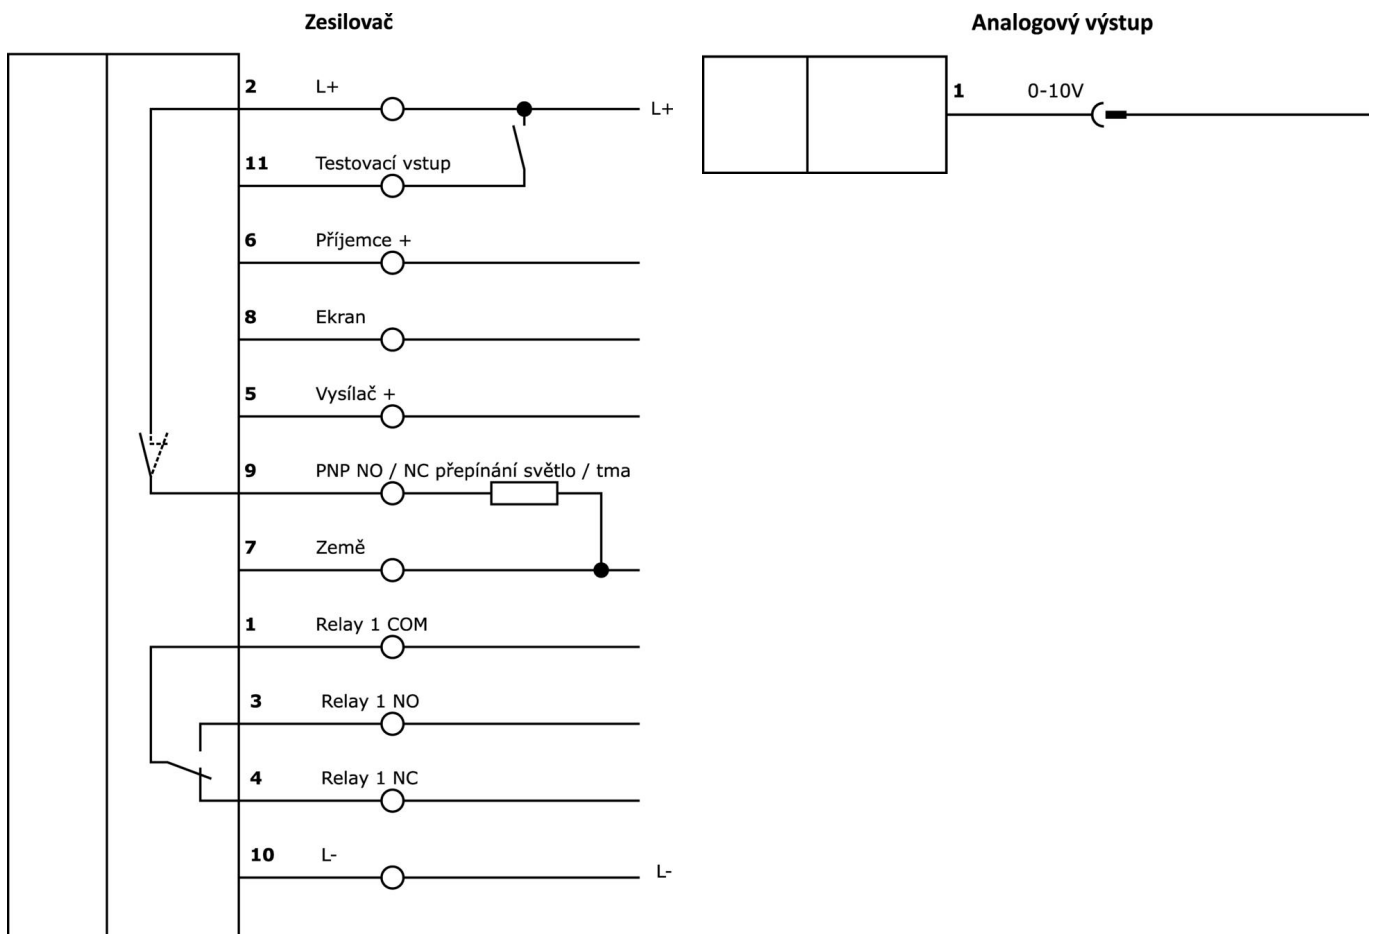 Zesilovač
2 L+
L+
11 Testovací vstup
6 Příjemce +
8 Ekran
5 Vysílač +
9 PNP NO / NC přepínání světlo / tma
7 Země
1 Relay 1 COM
3 Relay 1 NO
4 Relay 1 NC
10 L-
L-
Analogový výstup
1 0-10V